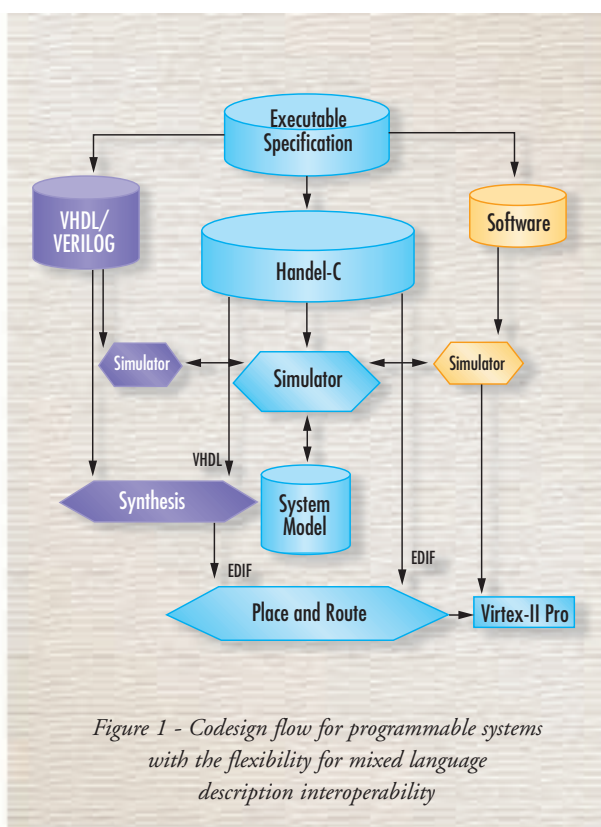 Executable
Specification
VHDL/
VERILOG
Software
Handel-C
Simulator
Simulator
Simulator
VHDL
Synthesis
System
Model
EDIF
EDIF
Place and Route
Virtex-II Pro
Figure 1 - Codesign flow for programmable systems
with the flexibility for mixed language
description interoperability